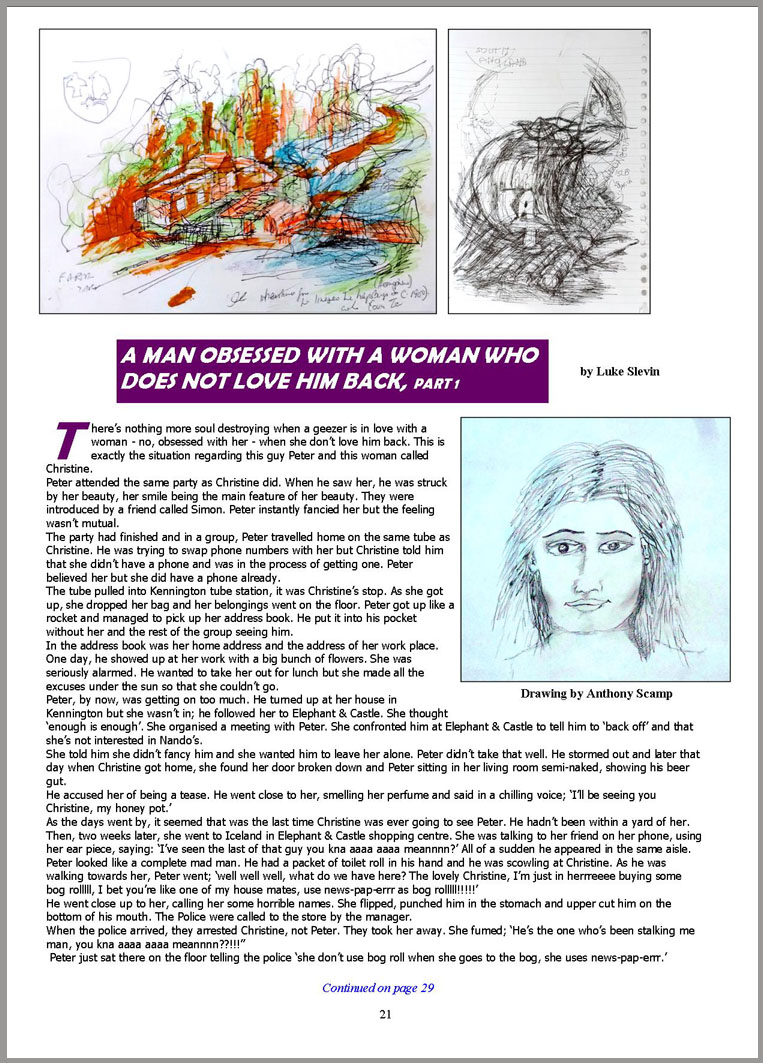 A MAN OBSESSED WITH A WOMAN WHO
DOES NOT LOVE HIM BACK, PART 1
by Luke Slevin
There's nothing more soul destroying when a geezer is in love with a
woman - no, obsessed with her - when she don't love him back. This is
exactly the situation regarding this guy Peter and this woman called
Christine.
Peter attended the same party as Christine did. When he saw her, he was struck
by her beauty, her smile being the main feature of her beauty. They were
introduced by a friend called Simon. Peter instantly fancied her but the feeling
wasn't mutual.
The party had finished and in a group, Peter travelled home on the same tube as
Christine. He was trying to swap phone numbers with her but Christine told him
that she didn't have a phone and was in the process of getting one. Peter
believed her but she did have a phone already.
The tube pulled into Kennington tube station, it was Christine's stop. As she got
up, she dropped her bag and her belongings went on the floor. Peter got up like a
rocket and managed to pick up her address book. He put it into his pocket
without her and the rest of the group seeing him.
In the address book was her home address and the address of her work place.
One day, he showed up at her work with a big bunch of flowers. She was
seriously alarmed. He wanted to take her out for lunch but she made all the
excuses under the sun so that she couldn't go.
Peter, by now, was getting on too much. He turned up at her house in
Kennington but she wasn't in; he followed her to Elephant & Castle. She thought
'enough is enough'. She organised a meeting with Peter. She confronted him at Elephant & Castle to tell him to 'back off' and that
she's not interested in Nando's.
She told him she didn't fancy him and she wanted him to leave her alone. Peter didn't take that well. He stormed out and later that
day when Christine got home, she found her door broken down and Peter sitting in her living room semi-naked, showing his beer
gut.
He accused her of being a tease. He went close to her, smelling her perfume and said in a chilling voice; 'I'll be seeing you
Christine, my honey pot.'
As the days went by, it seemed that was the last time Christine was ever going to see Peter. He hadn't been within a yard of her.
Then, two weeks later, she went to Iceland in Elephant & Castle shopping centre. She was talking to her friend on her phone, using
her ear piece, saying: 'I've seen the last of that guy you kna aaaa aaaa meannnn?' All of a sudden he appeared in the same aisle.
Peter looked like a complete mad man. He had a packet of toilet roll in his hand and he was scowling at Christine. As he was
walking towards her, Peter went; 'well well well, what do we have here? The lovely Christine, I'm just in herrreeee buying some
bog rolllll, I bet you're like one of my house mates, use news-pap-errr as bog rolllll!!!!!'
He went close up to her, calling her some horrible names. She flipped, punched him in the stomach and upper cut him on the
bottom of his mouth. The Police were called to the store by the manager.
When the police arrived, they arrested Christine, not Peter. They took her away. She fumed; 'He's the one who's been stalking me
man, you kna aaaa aaaa meannnn??!!!"
Peter just sat there on the floor telling the police 'she don't use bog roll when she goes to the bog, she uses news-pap-errr.'
Drawing by Anthony Scamp
Continued on page 29
21